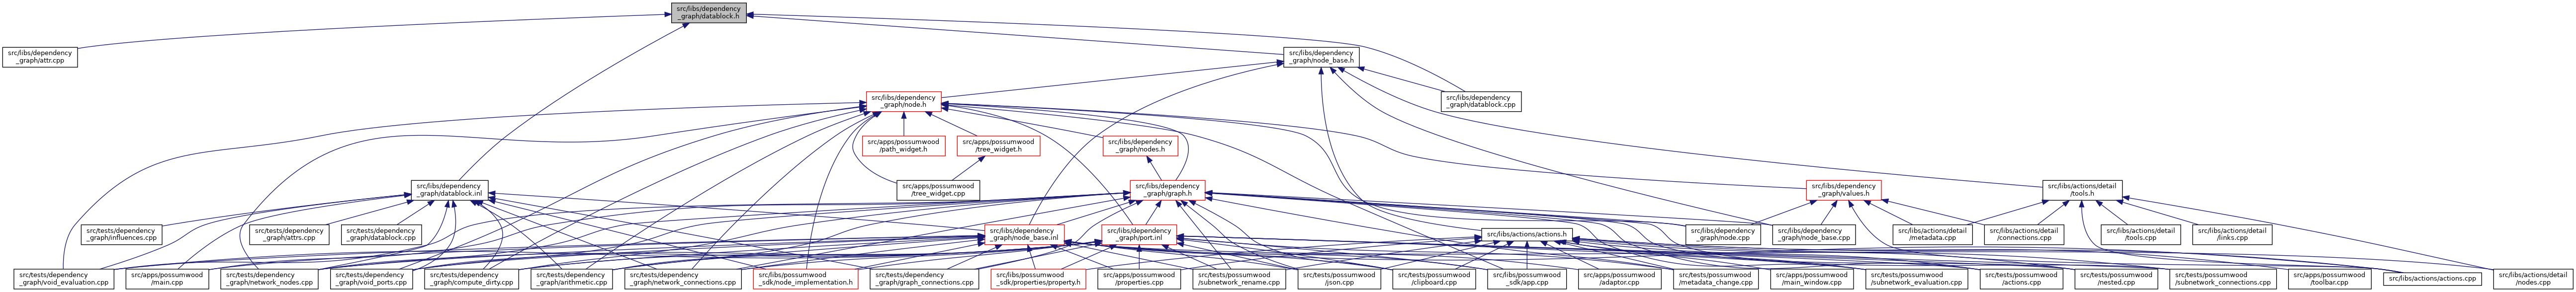 src/libs/dependency
_graph/datablock.h
src/libs/dependency
_graph/attr.cpp
src/libs/dependency
_graph/node_base.h
src/libs/dependency
_graph/node.h
src/libs/dependency
_graph/datablock.cpp
src/apps/possumwood
/path_widget.h
src/apps/possumwood
/tree_widget.h
src/libs/dependency
_graph/nodes.h
src/libs/dependency
_graph/datablock.inl
src/apps/possumwood
/tree_widget.cpp
src/libs/dependency
_graph/graph.h
src/libs/dependency
_graph/values.h
src/libs/actions/detail
/tools.h
src/tests/dependency
_graph/influences.cpp
src/tests/dependency
_graph/attrs.cpp
src/tests/dependency
_graph/datablock.cpp
src/libs/dependency
_graph/node_base.inl
src/libs/dependency
_graph/port.inl
src/libs/actions/actions.h
src/libs/dependency
_graph/node.cpp
src/libs/dependency
_graph/node_base.cpp
src/libs/actions/detail
/metadata.cpp
src/libs/actions/detail
/connections.cpp
src/libs/actions/detail
/tools.cpp
src/libs/actions/detail
/links.cpp
src/tests/dependency
_graph/void_evaluation.cpp
src/apps/possumwood
/main.cpp
src/tests/dependency
_graph/network_nodes.cpp
src/tests/dependency
_graph/void_ports.cpp
src/tests/dependency
_graph/compute_dirty.cpp
src/tests/dependency
_graph/arithmetic.cpp
src/tests/dependency
_graph/network_connections.cpp
src/libs/possumwood
_sdk/node_implementation.h
src/tests/dependency
_graph/graph_connections.cpp
src/libs/possumwood
_sdk/properties/property.h
src/apps/possumwood
/properties.cpp
src/tests/possumwood
/subnetwork_rename.cpp
src/tests/possumwood
/json.cpp
src/tests/possumwood
/clipboard.cpp
src/libs/possumwood
_sdk/app.cpp
src/apps/possumwood
/adaptor.cpp
src/tests/possumwood
/metadata_change.cpp
src/apps/possumwood
/main_window.cpp
src/tests/possumwood
/subnetwork_evaluation.cpp
src/tests/possumwood
/actions.cpp
src/tests/possumwood
/nested.cpp
src/tests/possumwood
/subnetwork_connections.cpp
src/apps/possumwood
/toolbar.cpp
src/libs/actions/actions.cpp
src/libs/actions/detail
/nodes.cpp